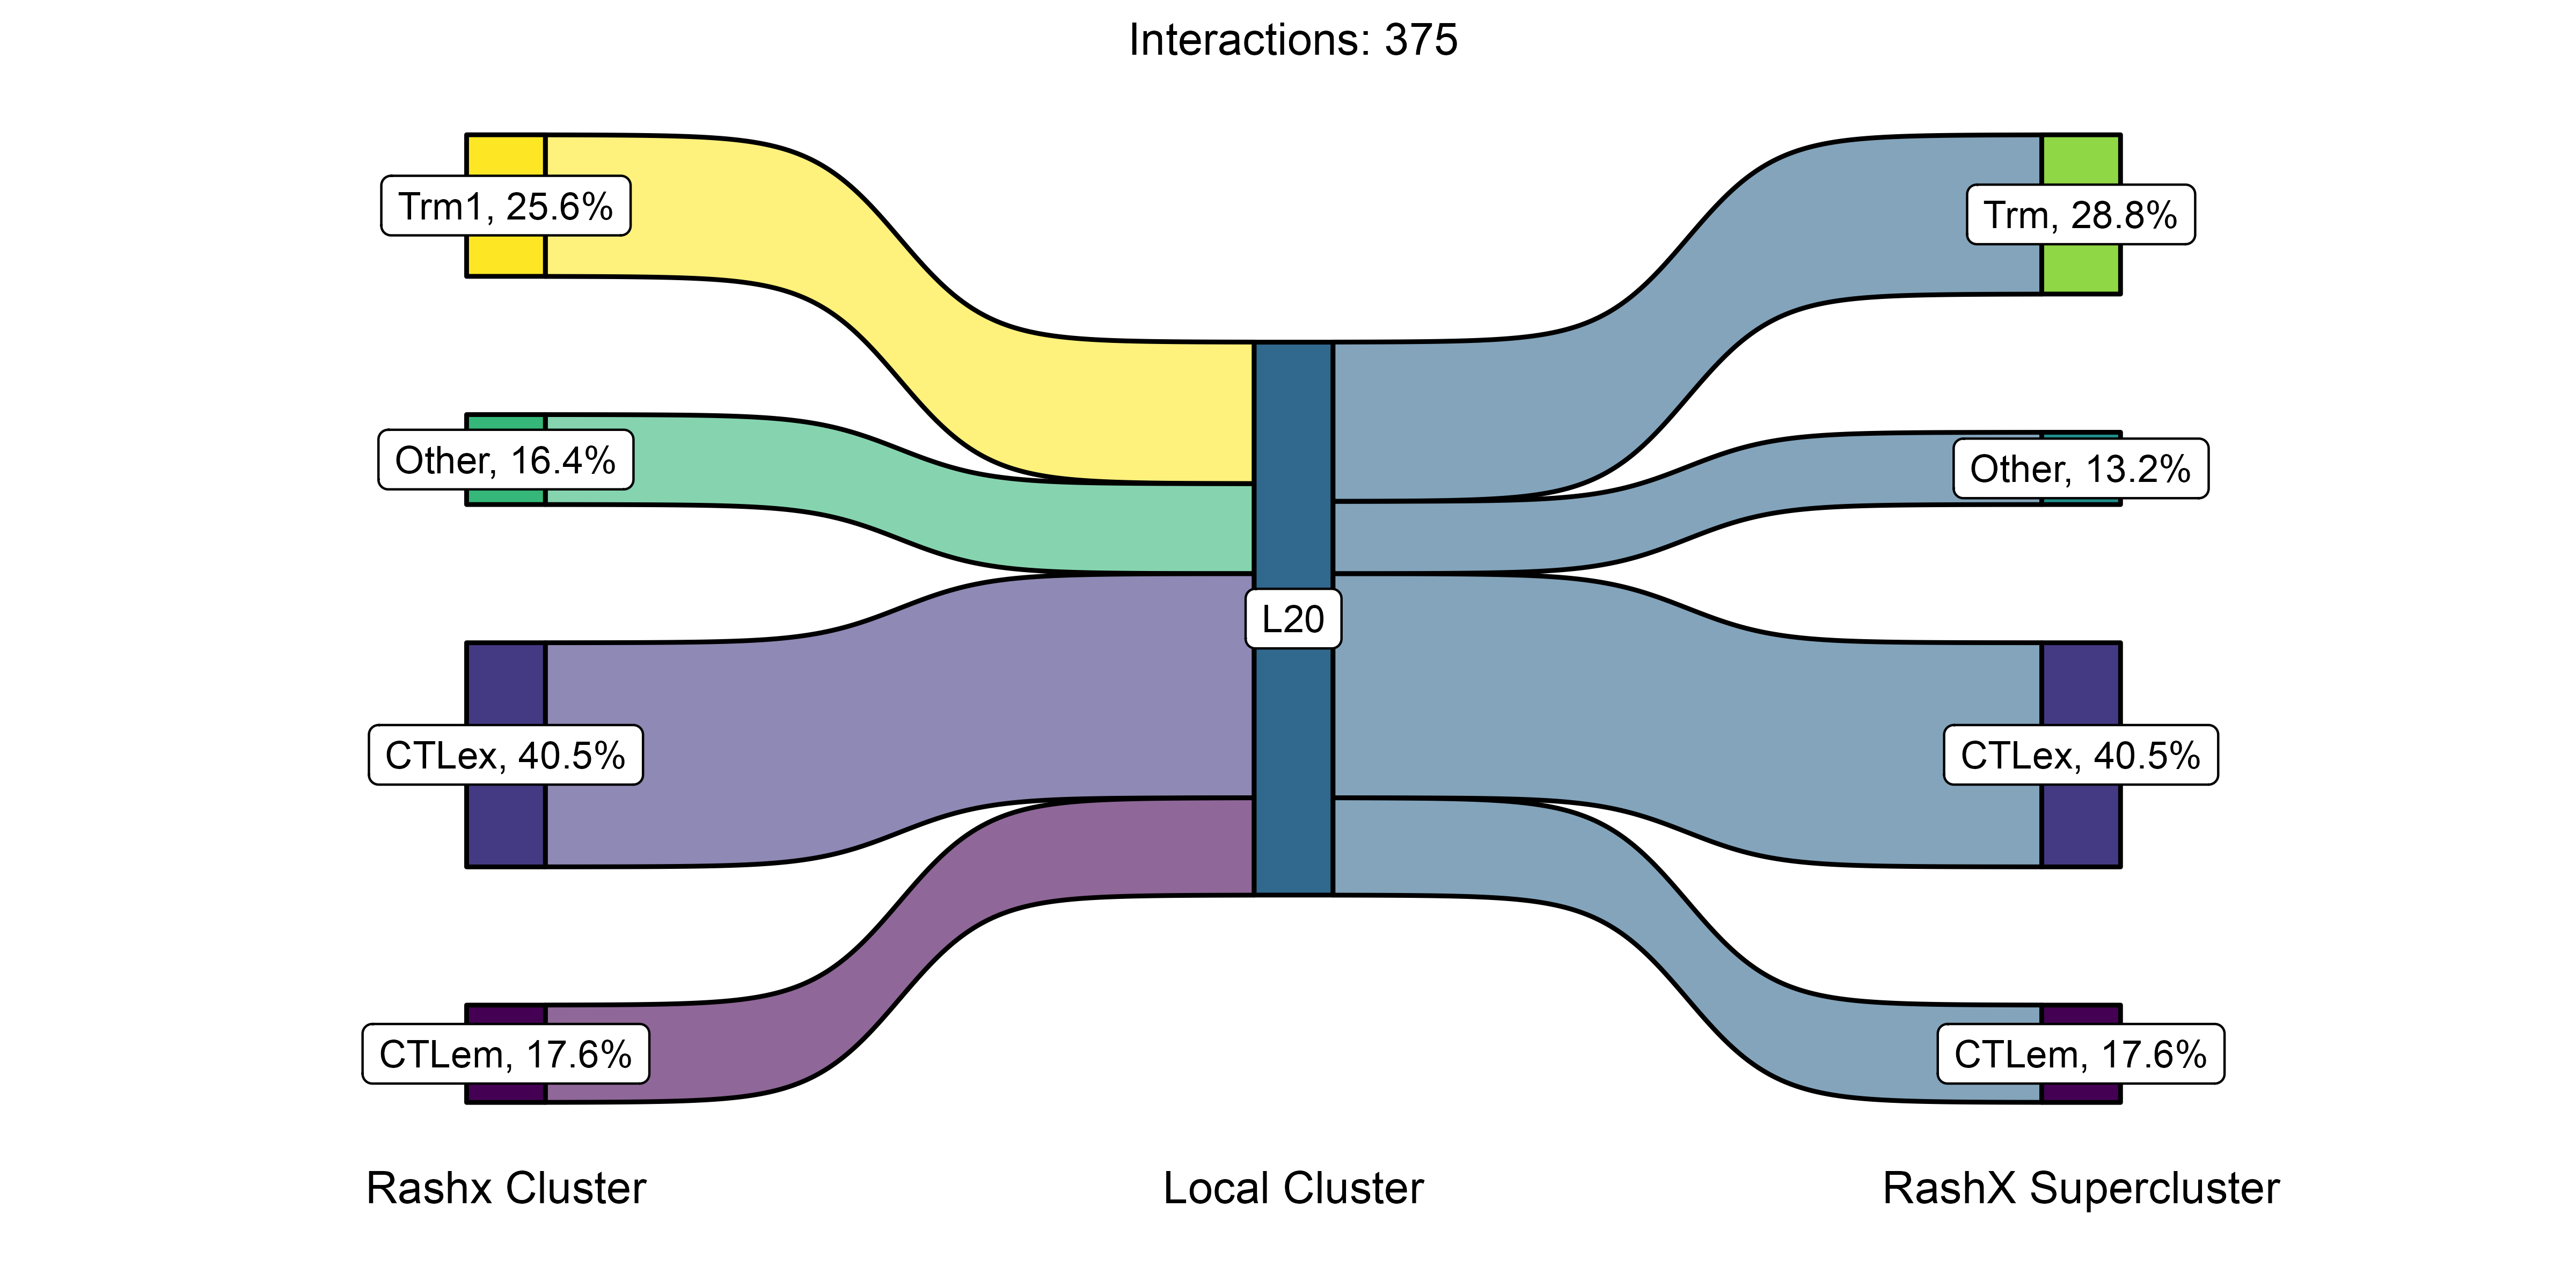 Interactions: 375
Trm1, 25.6%
Trm, 28.8%
Other, 16.4%
Other, 13.2%
L20
CTLex, 40.5%
CTLex, 40.5%
CTLem, 17.6%
CTLem, 17.6%
Rashx Cluster
Local Cluster
RashX Supercluster